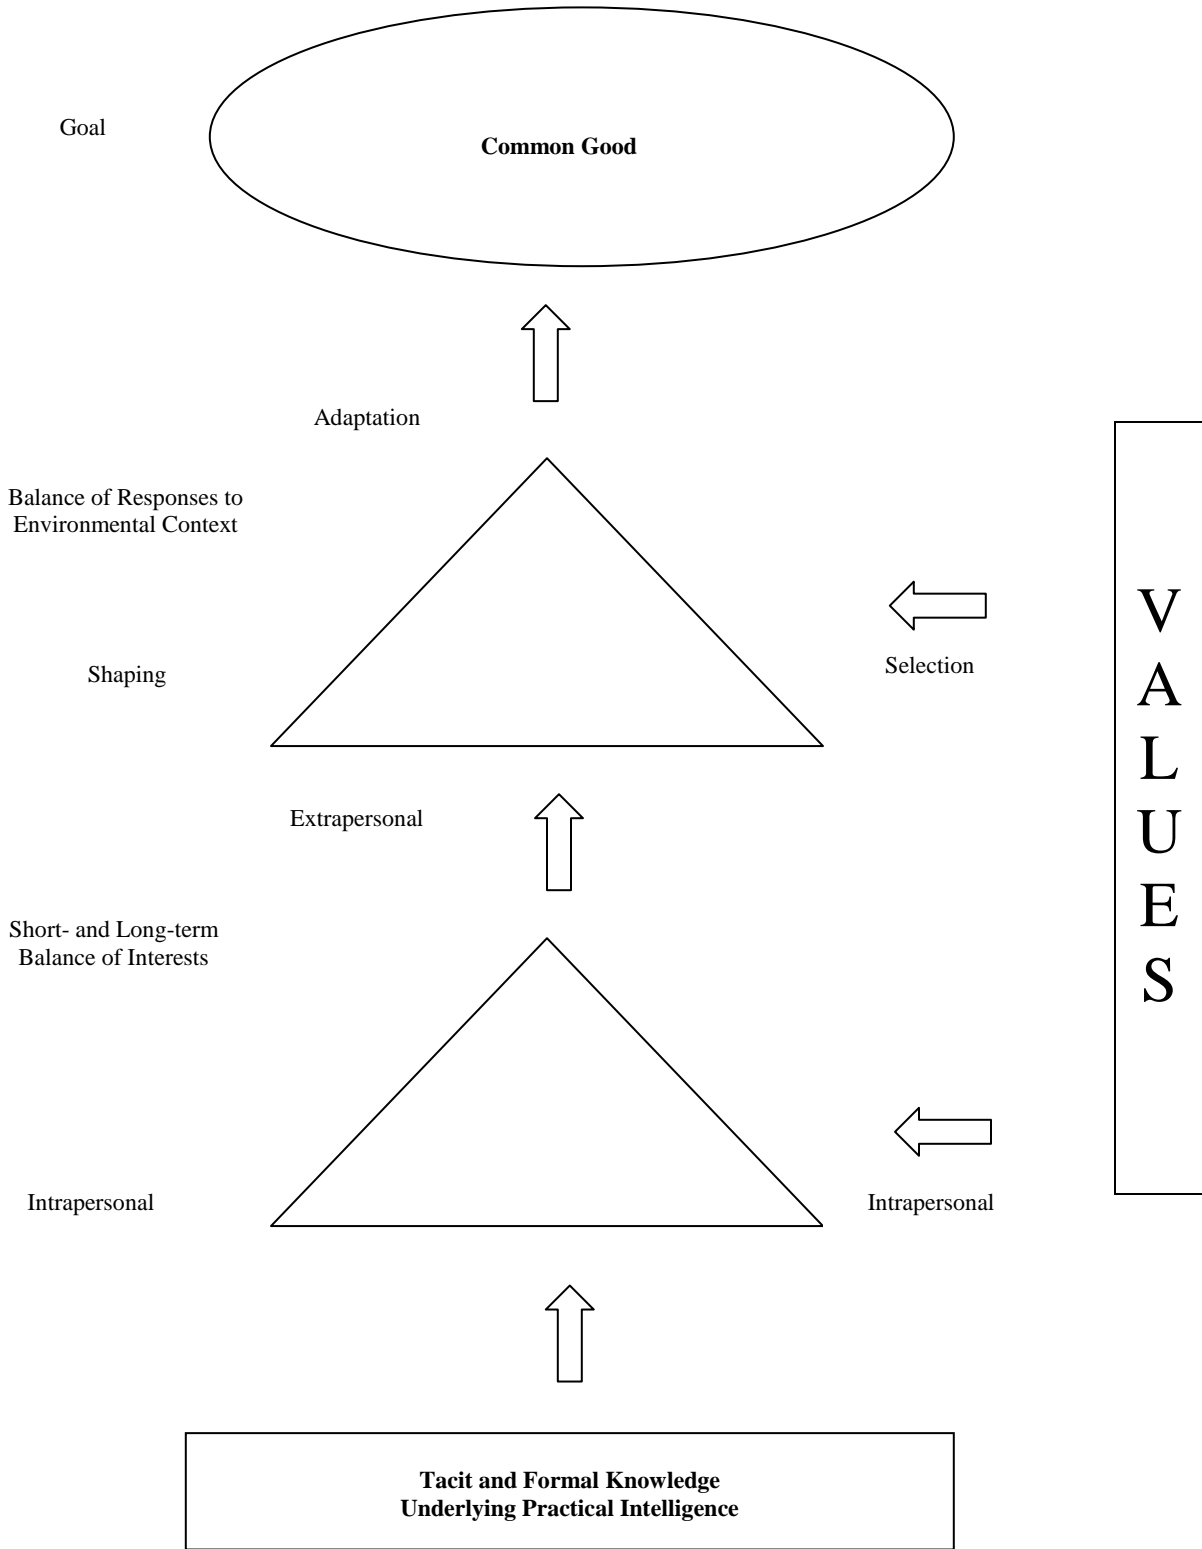 Goal
Common Good
Adaptation
Balance of Responses to
Environmental Context
Shaping
Selection
Extrapersonal
Short- and Long-term
Balance of Interests
Intrapersonal
Intrapersonal
Tacit and Formal Knowledge
Underlying Practical Intelligence
V
A
L
U
E
S